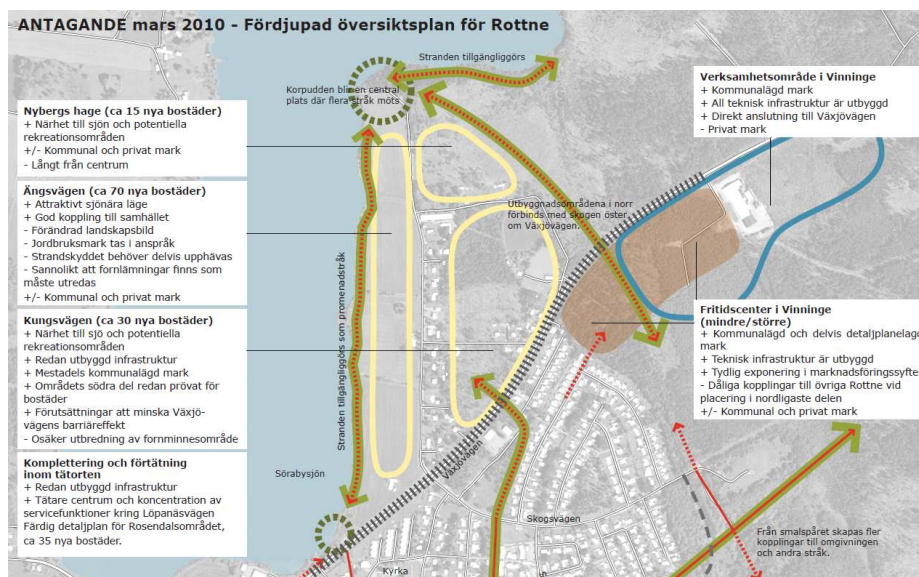 ANTAGANDE mars 2010 - Fördjupad översiktsplan för Rottne
Stranden tillgängliggörs
Korpudden blir en central
plats där flera stråk möts
Nybergs hage (ca 15 nya bostäder)
+ Närhet till sjön och potentiella
rekreationsområden
+/- Kommunal och privat mark
- Långt från centrum
Ängsvägen (ca 70 nya bostäder)
+ Attraktivt sjönära läge
+ God koppling till samhället
- Förändrad landskapsbild
- Jordbruksmark tas i anspråk
- Strandskyddet behöver delvis upphävas
- Sannolikt att fornlämningar finns som
måste utredas
+/- Kommunal och privat mark
Kungsvägen (ca 30 nya bostäder)
+ Närhet till sjö och potentiella
rekreationsområden
+ Redan utbyggd infrastruktur
+ Mestadels kommunalägd mark
+ Områdets södra del redan prövat för
bostäder
+ Förutsättningar att minska Växjö-
vägens barriäreffekt
- Osäker utbredning av fornminnesområde
Komplettering och förtätning
inom tätorten
+ Redan utbyggd infrastruktur
+ Tätare centrum och koncentration av
servicefunktioner kring Löpanäsvägen
Färdig detaljplan för Rosendalsområdet,
ca 35 nya bostäder.
Stranden tillgängliggörs som promenadstråk
Utbyggnadsområdena i norr
förbinds med skogen öster
om Växjövägen.
Verksamhetsområde i Vinninge
+ Kommunalägd mark
+ All teknisk infrastruktur är utbyggd
+ Direkt anslutning till Växjövägen
- Privat mark
Fritidscenter i Vinninge
(mindre/större)
+ Kommunalägd och delvis detaljplanelagd
mark
+ Teknisk infrastruktur är utbyggd
+ Tydlig exponering i marknadsföringssyfte
- Dåliga kopplingar till övriga Rottne vid
placering i nordligaste delen
+/- Kommunal och privat mark
Sörabysjön
Växjövägen
Skogsvägen
Kyrka
Från smalspåret skapas fler
kopplingar till omgivningen
och andra stråk.